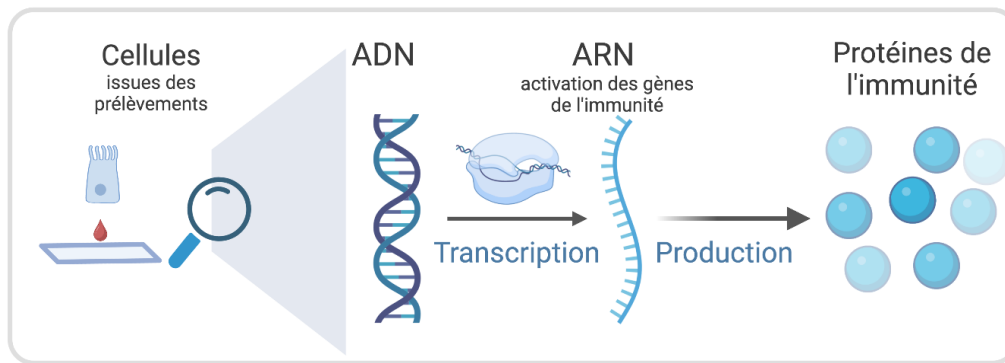 Cellules
issues des
prélèvements
ADN
ARN
activation des gènes
de l'immunité
Protéines de
l'immunité
Transcription
Production